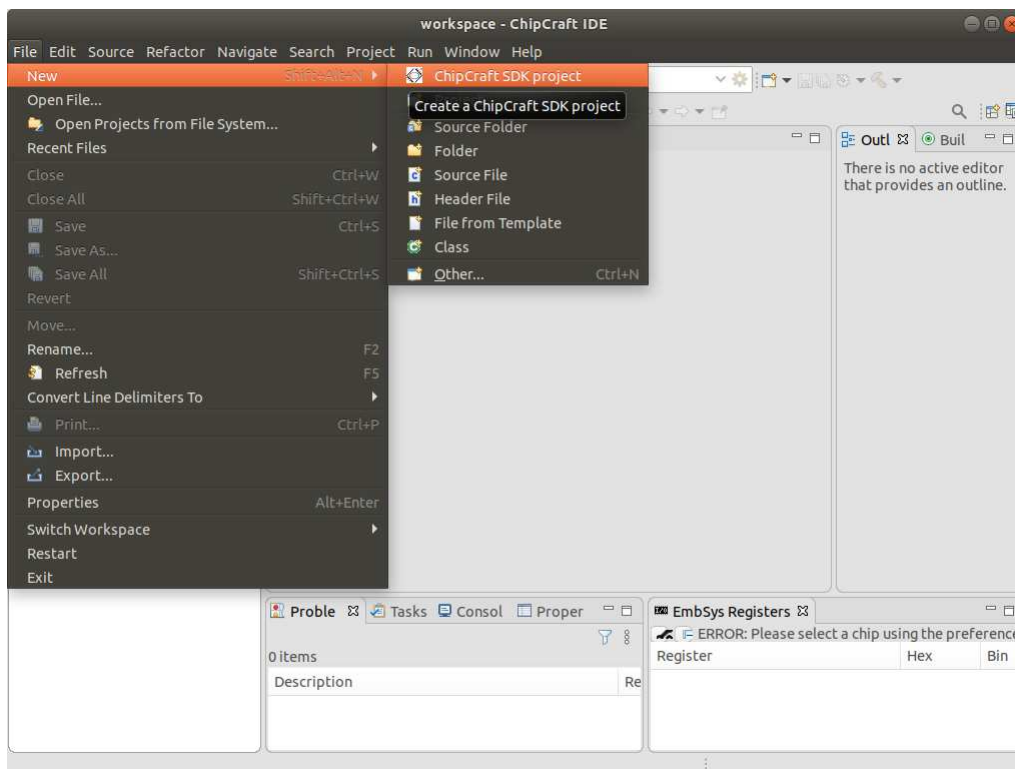 workspace - ChipCraft IDE
File Edit Source Refactor Navigate Search Project Run Window Help
New Shift+Alt+N
Open File...
Open Projects from File System...
Recent Files
Close Ctrl+W
Close All Shift+Ctrl+W
Save Ctrl+S
Save As...
Save All Shift+Ctrl+S
Revert
Move...
Rename... F2
Refresh F5
Convert Line Delimiters To
Print... Ctrl+P
Import...
Export...
Properties Alt+Enter
Switch Workspace
Restart
Exit
ChipCraft SDK project
Create a ChipCraft SDK project
Source Folder
Folder
Source File
Header File
File from Template
Class
Other... Ctrl+N
Outl Buil
There is no active editor
that provides an outline.
Proble Tasks Consol Proper
0 items
Description Re
EmbSys Registers
ERROR: Please select a chip using the preference
Register Hex Bin